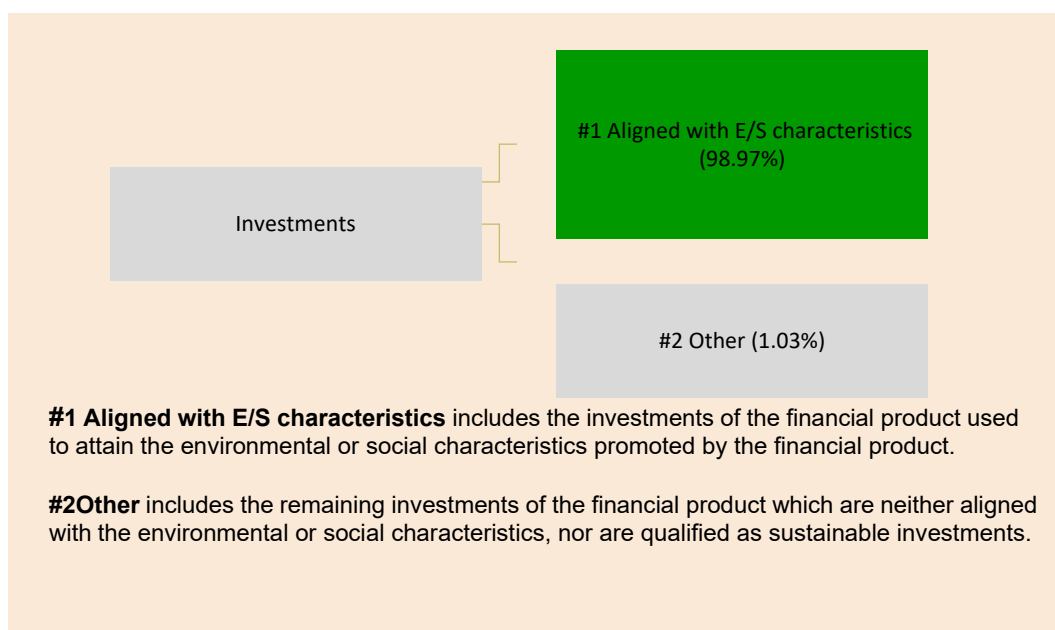 #1 Aligned with E/S characteristics
(98.97%)
Investments
#2 Other (1.03%)
#1 Aligned with E/S characteristics includes the investments of the financial product used
to attain the environmental or social characteristics promoted by the financial product.
#2Other includes the remaining investments of the financial product which are neither aligned
with the environmental or social characteristics, nor are qualified as sustainable investments.